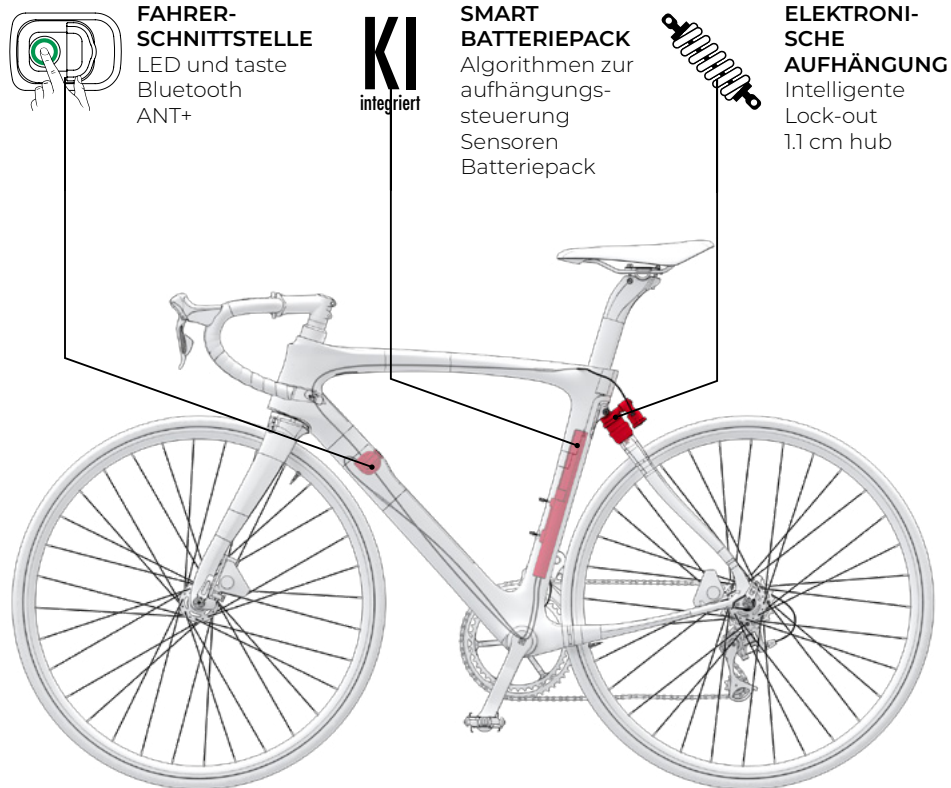 FAHRER-
SCHNITTSTELLE
LED und taste
Bluetooth
ANT+
KI
integriert
SMART
BATTERIEPACK
Algorithmen zur
aufhängungs-
steuerung
Sensoren
Batteriepack
ELEKTRONI-
SCHE
AUFHÄNGUNG
Intelligente
Lock-out
1.1 cm hub